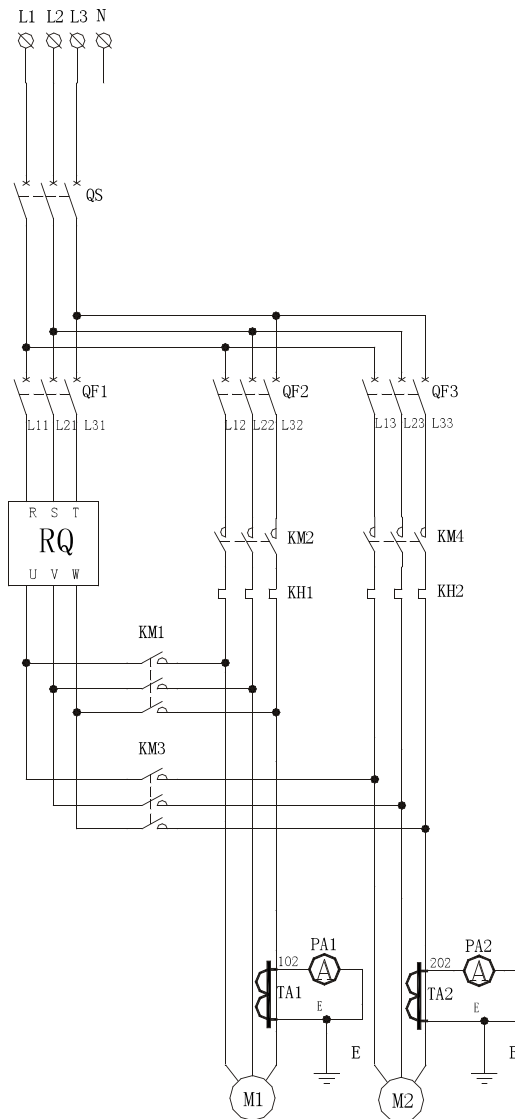 L1 L2 L3 N
QS
QF1 QF2 QF3
L11 L21 L31 L12 L22 L32 L13 L23 L33
R S T
RQ
KM2 KM4
U V W
KH1 KH2
KM1
KM3
PA1 PA2
102 A 202 A
TA1 TA2
E E
E E
M1 M2